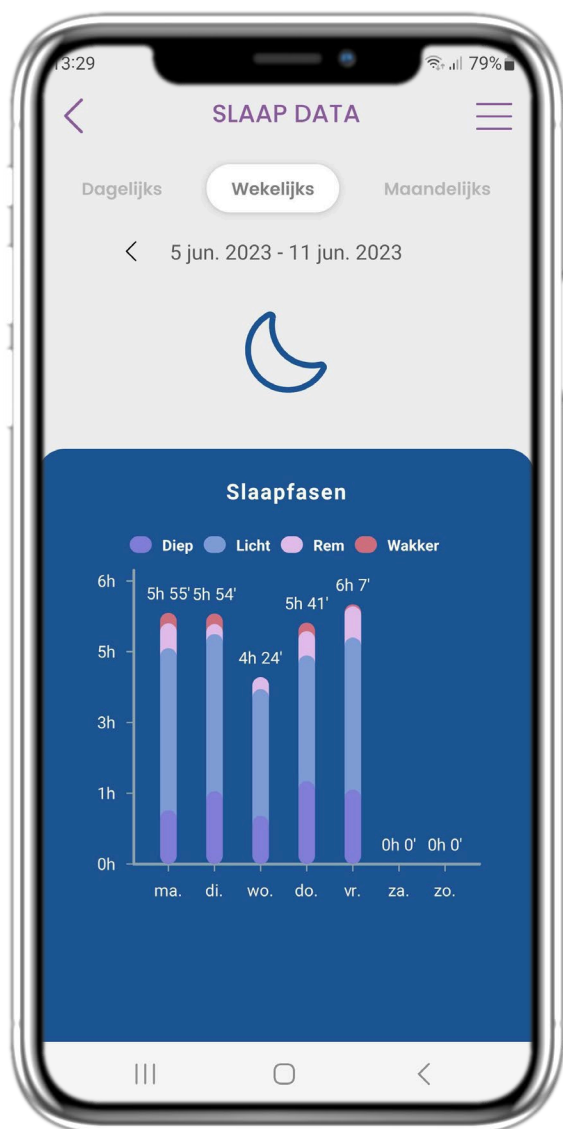 13:29 79%
SLAAP DATA
Dagelijks Wekelijks Maandelijks
5 jun. 2023 - 11 jun. 2023
Slaapfasen
Diep Licht Rem Wakker
6h
5h 55' 5h 54' 4h 24' 5h 41' 6h 7' 0h 0' 0h 0'
5h
3h
1h
0h
ma. di. wo. do. vr. za. zo.